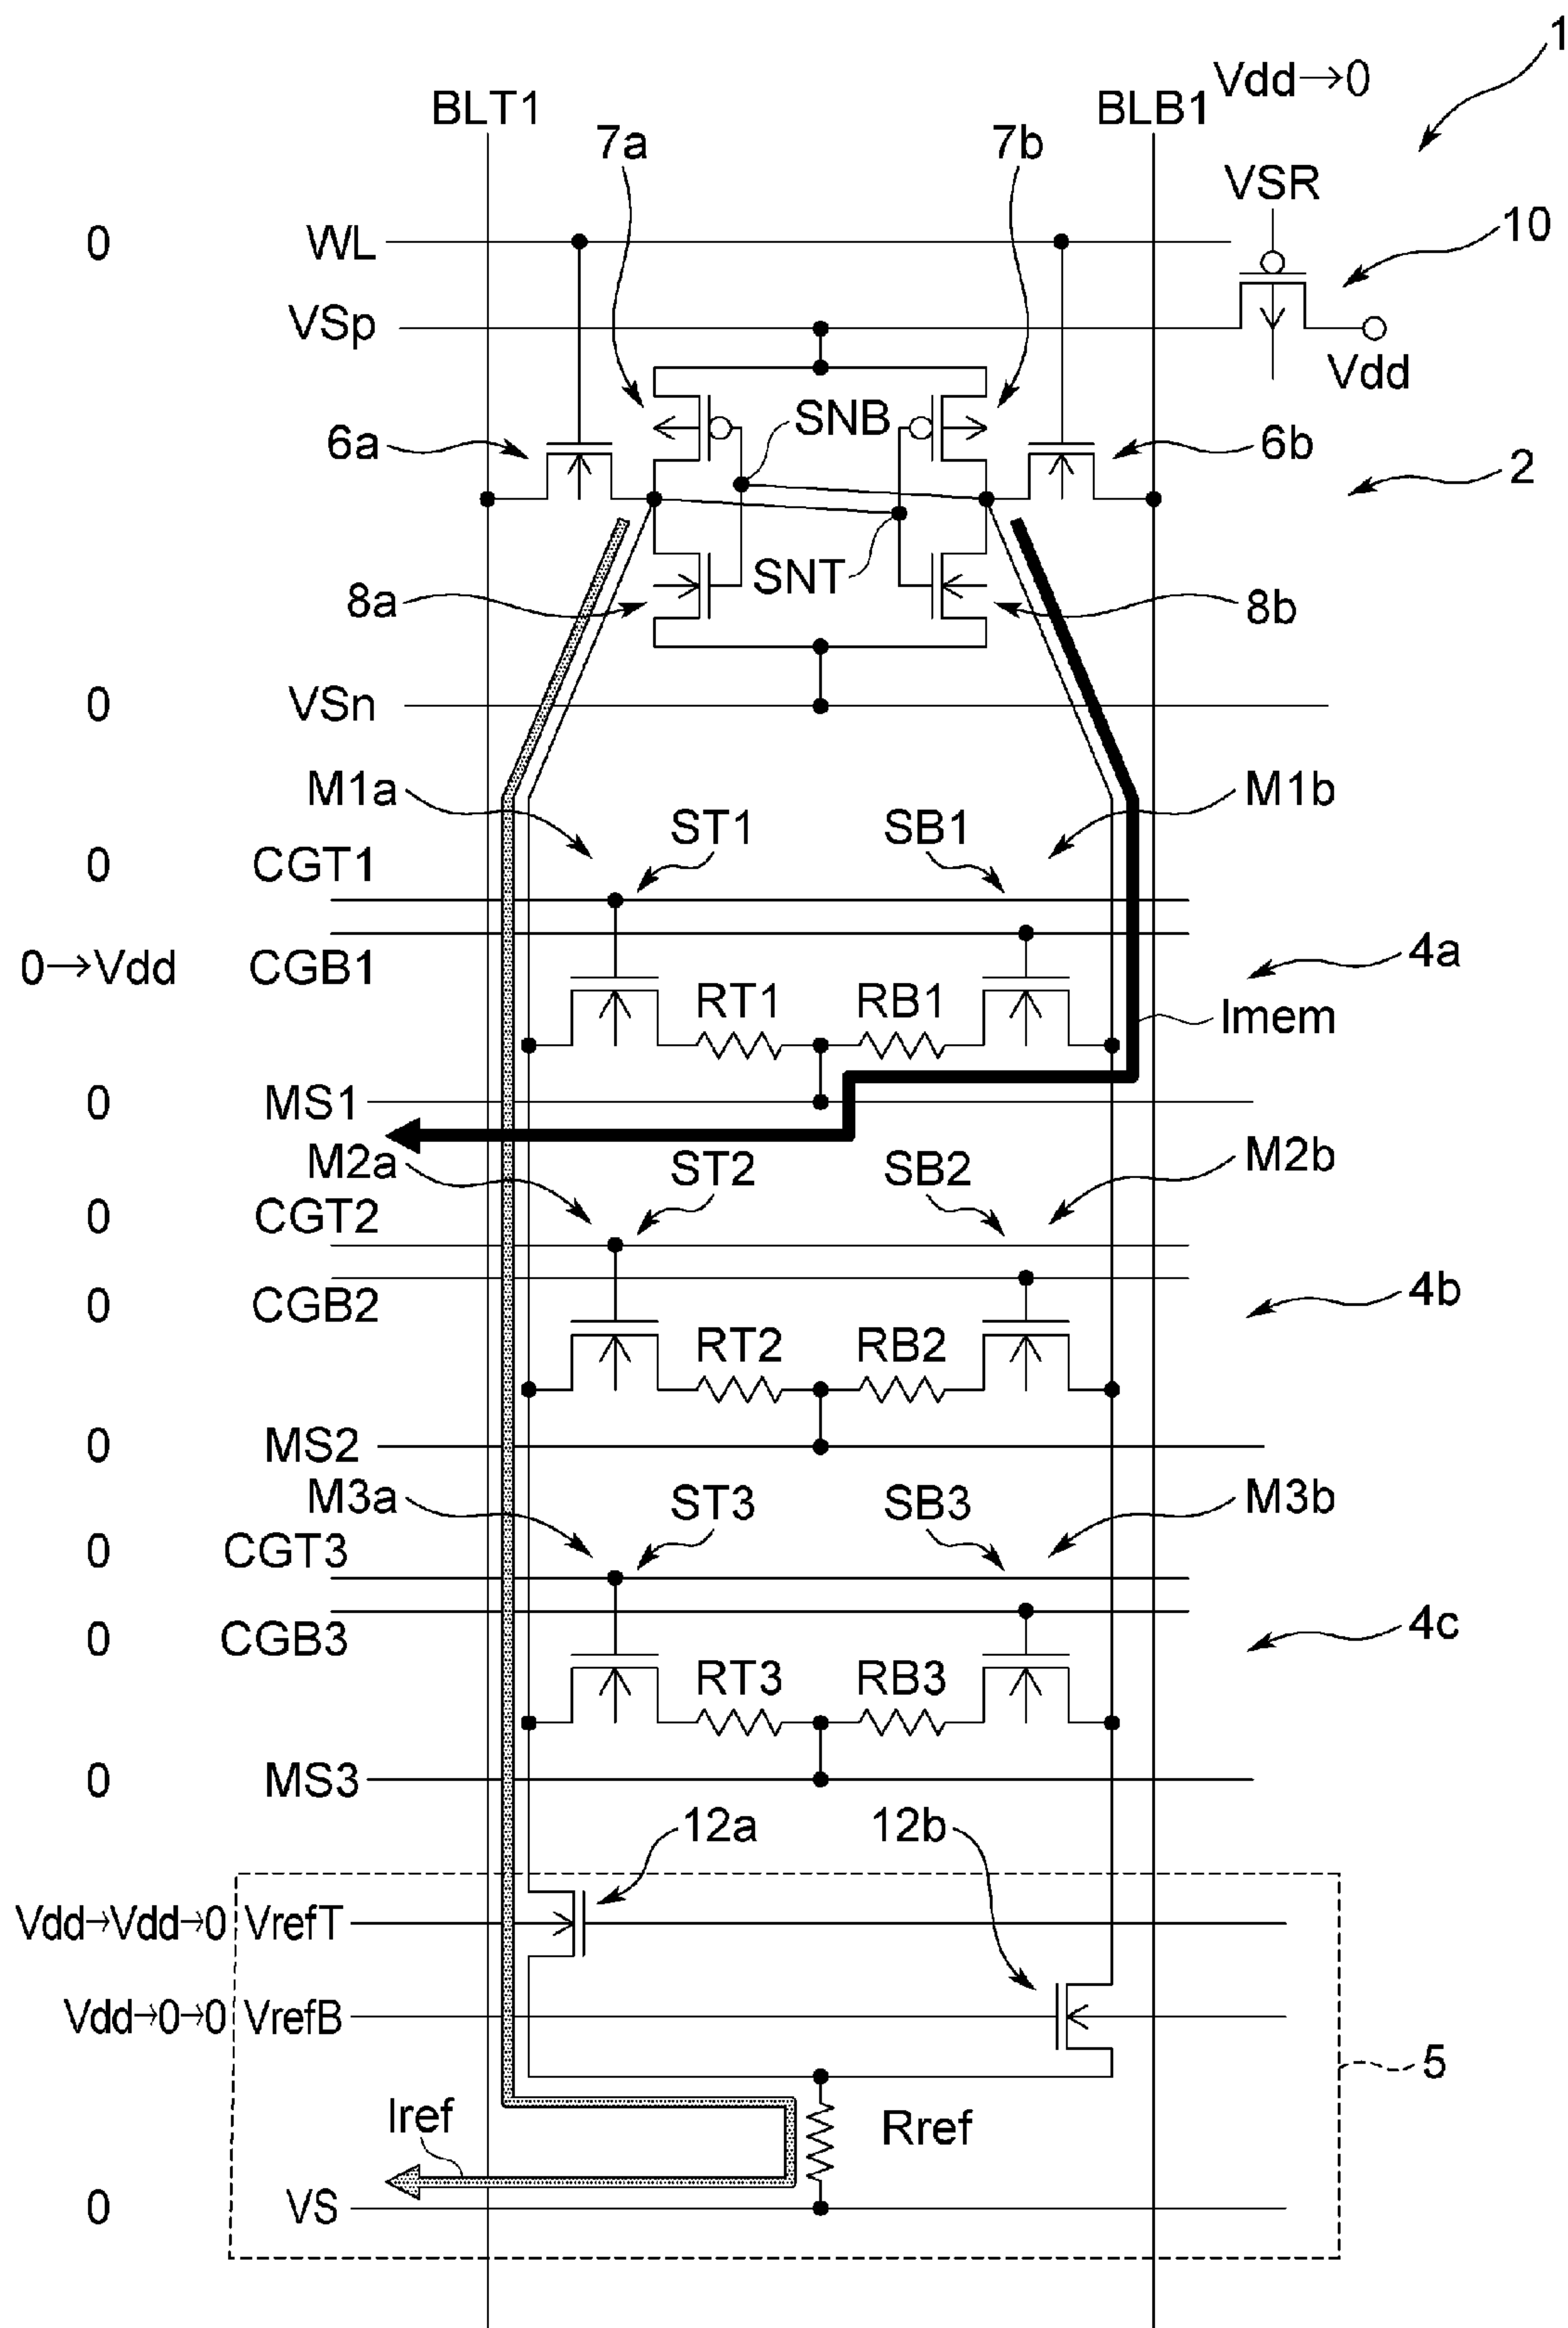 1
Vdd→0
BLT1
BLB1
7a
7b
VSR
10
0 WL
VSp
Vdd
SNB
6a
6b
2
SNT
8a
8b
0 VSn
M1a
M1b
ST1
SB1
0 CGT1
4a
0→Vdd CGB1
RT1
RB1
Imem
0 MS1
M2a
ST2
SB2
M2b
0 CGT2
4b
0 CGB2
RT2
RB2
0 MS2
M3a
ST3
SB3
M3b
0 CGT3
4c
0 CGB3
RT3
RB3
0 MS3
12a
12b
Vdd→Vdd→0 VrefT
Vdd→0→0 VrefB
5
Iref
Rref
0 VS